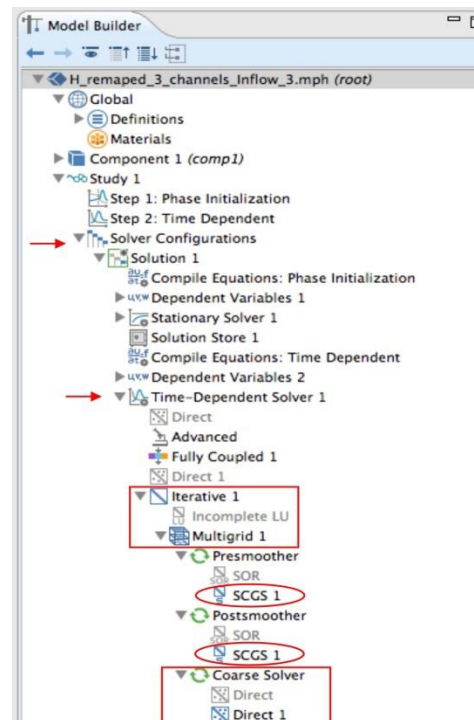 Model Builder
H_remaped_3_channels_Inflow_3.mph (root)
Global
Definitions
Materials
Component 1 (comp1)
Study 1
Step 1: Phase Initialization
Step 2: Time Dependent
Solver Configurations
Solution 1
Compile Equations: Phase Initialization
Dependent Variables 1
Stationary Solver 1
Solution Store 1
Compile Equations: Time Dependent
Dependent Variables 2
Time-Dependent Solver 1
Direct
Advanced
Fully Coupled 1
Direct 1
Iterative 1
Incomplete LU
Multigrid 1
Presmoother
SOR
SCGS 1
Postsmoother
SOR
SCGS 1
Coarse Solver
Direct
Direct 1